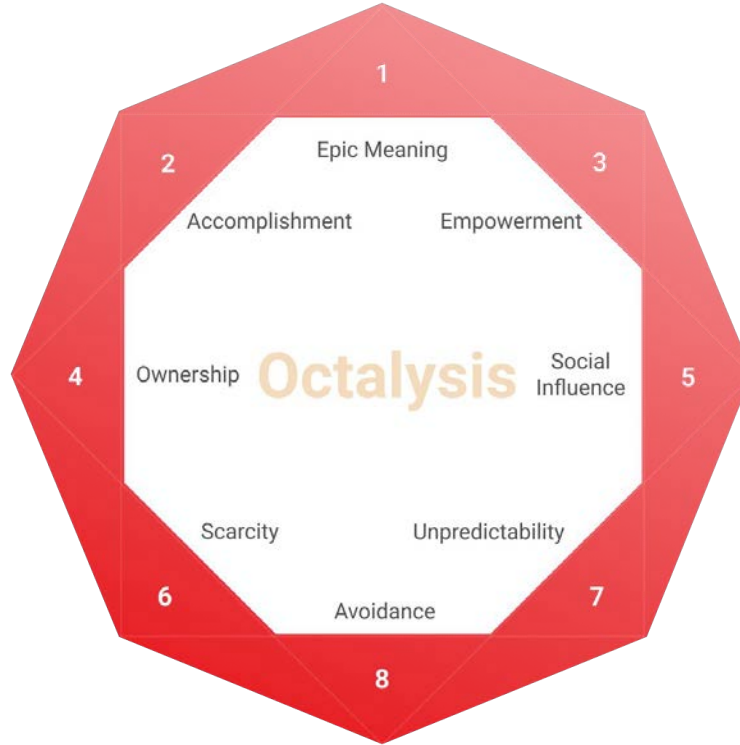 1
Epic Meaning
2
3
Accomplishment
Empowerment
4
Ownership
Octalysis
Social
Influence
5
Scarcity
Unpredictability
6
7
Avoidance
8